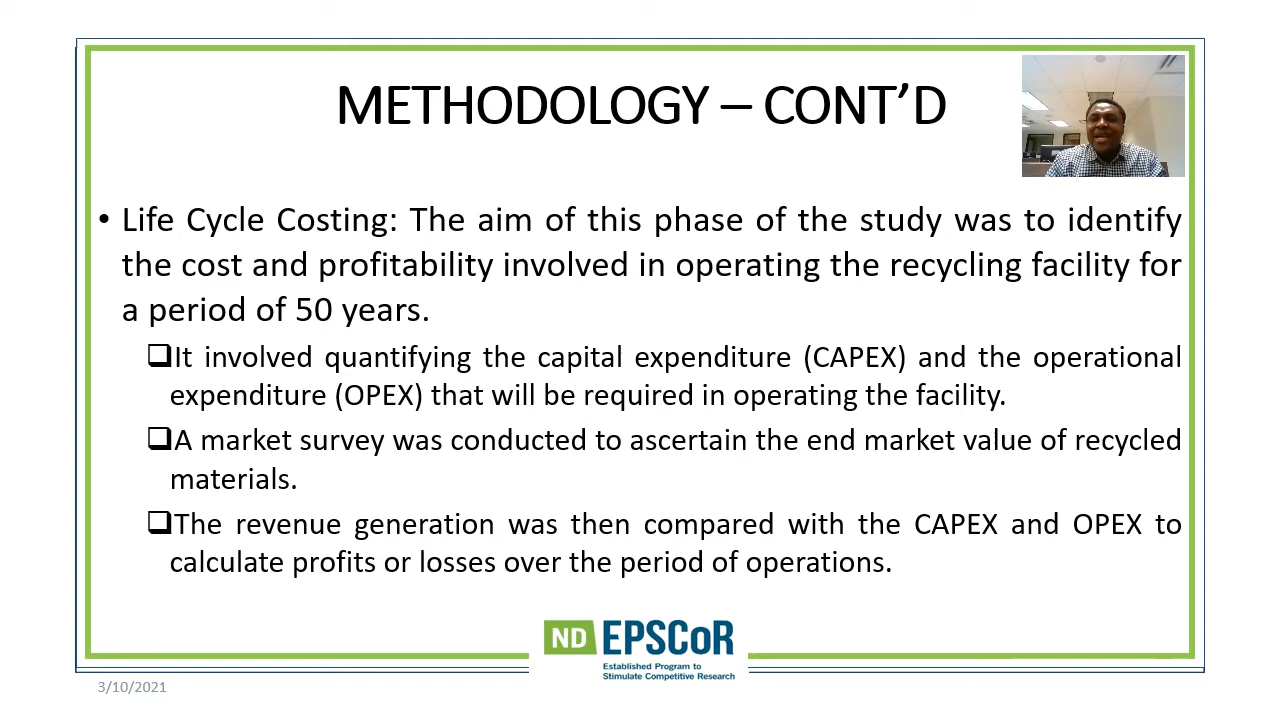 METHODOLOGY – CONT’D
• Life Cycle Costing: The aim of this phase of the study was to identify
the cost and profitability involved in operating the recycling facility for
a period of 50 years.
❑It involved quantifying the capital expenditure (CAPEX) and the operational
expenditure (OPEX) that will be required in operating the facility.
❑A market survey was conducted to ascertain the end market value of recycled
materials.
❑The revenue generation was then compared with the CAPEX and OPEX to
calculate profits or losses over the period of operations.
ND EPSCoR
Established Program to
Stimulate Competitive Research
3/10/2021